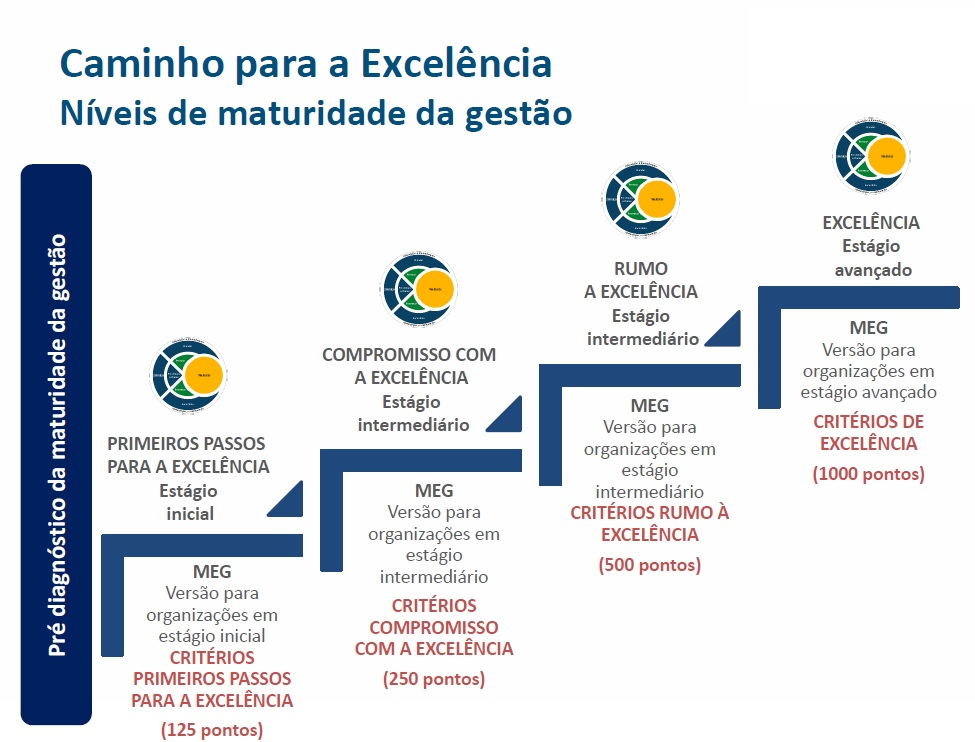 Caminho para a Excelência
Níveis de maturidade da gestão
Pré diagnóstico da maturidade da gestão
PRIMEIROS PASSOS
PARA A EXCELÊNCIA
Estágio
inicial
MEG
Versão para
organizações em
estágio inicial
CRITÉRIOS
PRIMEIROS PASSOS
PARA A EXCELÊNCIA
(125 pontos)
COMPROMISSO COM
A EXCELÊNCIA
Estágio
intermediário
MEG
Versão para
organizações em
estágio
intermediário
CRITÉRIOS
COMPROMISSO
COM A EXCELÊNCIA
(250 pontos)
RUMO
A EXCELÊNCIA
Estágio
intermediário
MEG
Versão para
organizações em
estágio
intermediário
CRITÉRIOS RUMO À
EXCELÊNCIA
(500 pontos)
EXCELÊNCIA
Estágio
avançado
MEG
Versão para
organizações em
estágio avançado
CRITÉRIOS DE
EXCELÊNCIA
(1000 pontos)